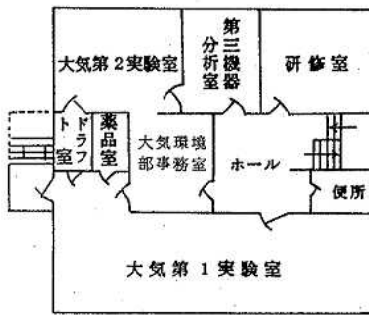 大気第2実験室
第三機器
分析室
研修室
ドラフ
ト室
薬品室
大気環境
部事務室
ホール
便所
大気第1実験室